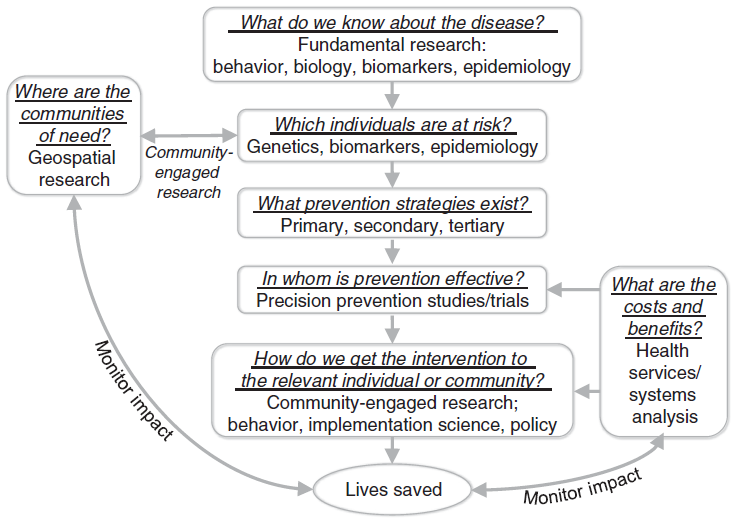 What do we know about the disease?
Fundamental research:
behavior, biology, biomarkers, epidemiology
Where are the
communities
of need?
Geospatial
research
Community-
engaged
research
Which individuals are at risk?
Genetics, biomarkers, epidemiology
What prevention strategies exist?
Primary, secondary, tertiary
In whom is prevention effective?
Precision prevention studies/trials
What are the
costs and
benefits?
Health
services/
systems
analysis
How do we get the intervention to
the relevant individual or community?
Community-engaged research;
behavior, implementation science, policy
Monitor impact
Lives saved
Monitor impact